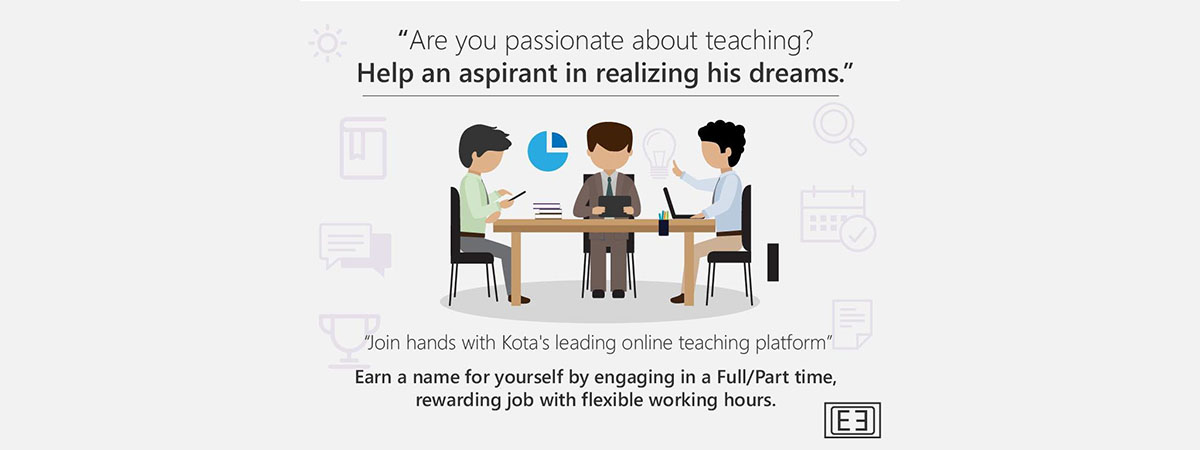 “Are you passionate about teaching?
Help an aspirant in realizing his dreams.”
“Join hands with Kota's leading online teaching platform”
Earn a name for yourself by engaging in a Full/Part time,
rewarding job with flexible working hours.
E3